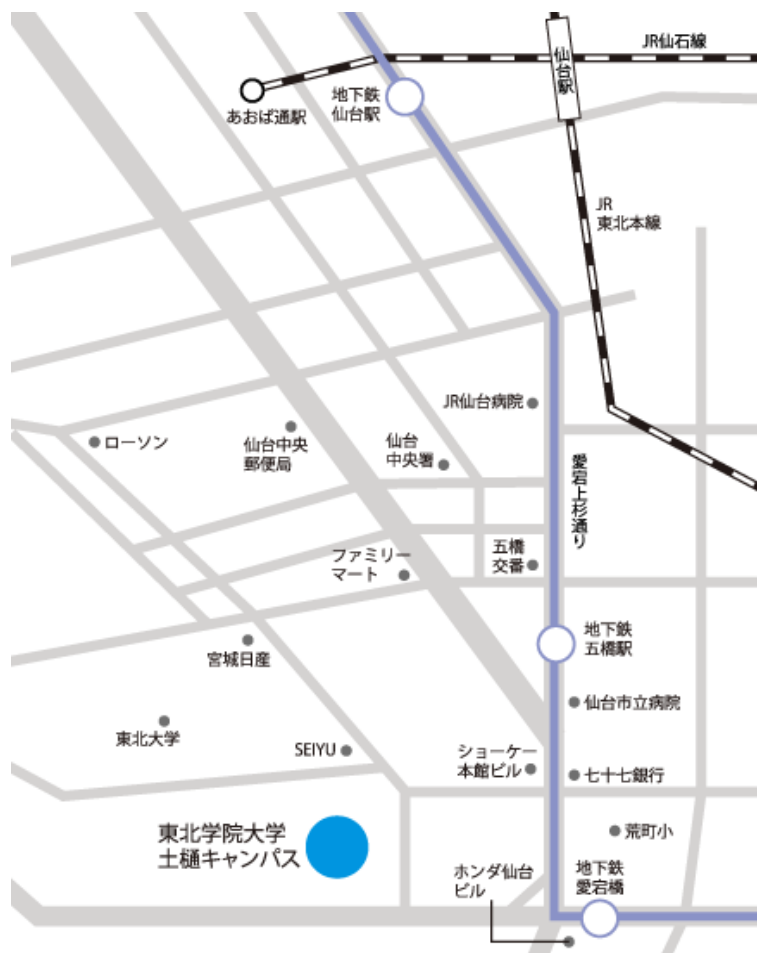 JR仙石線
仙台駅
地下鉄
仙台駅
あおば通駅
JR
東北本線
JR仙台病院
ローソン
仙台中央
郵便局
仙台
中央署
愛宕上杉通り
五橋
交番
ファミリー
マート
地下鉄
五橋駅
宮城日産
仙台市立病院
東北大学
SEIYU
ショーケー
本館ビル
七十七銀行
東北学院大学
土樋キャンパス
荒町小
ホンダ仙台
ビル
地下鉄
愛宕橋